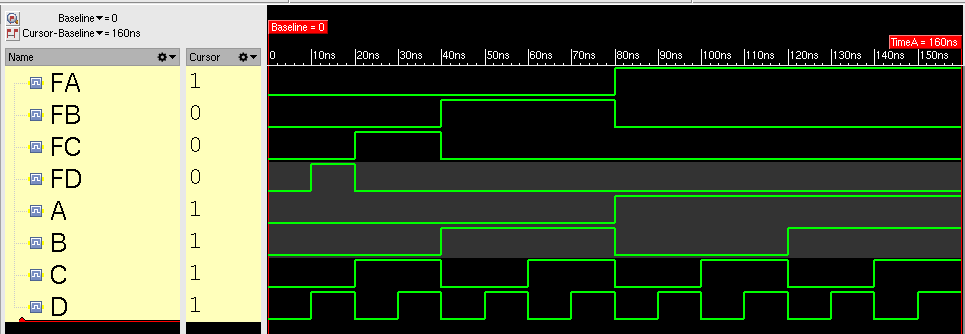 Baseline▼= 0
Cursor-Baseline▼= 160ns
Baseline = 0
TimeA = 160ns
Name Cursor 0 10ns 20ns 30ns 40ns 50ns 60ns 70ns 80ns 90ns 100ns 110ns 120ns 130ns 140ns 150ns
FA 1
FB 0
FC 0
FD 0
A 1
B 1
C 1
D 1